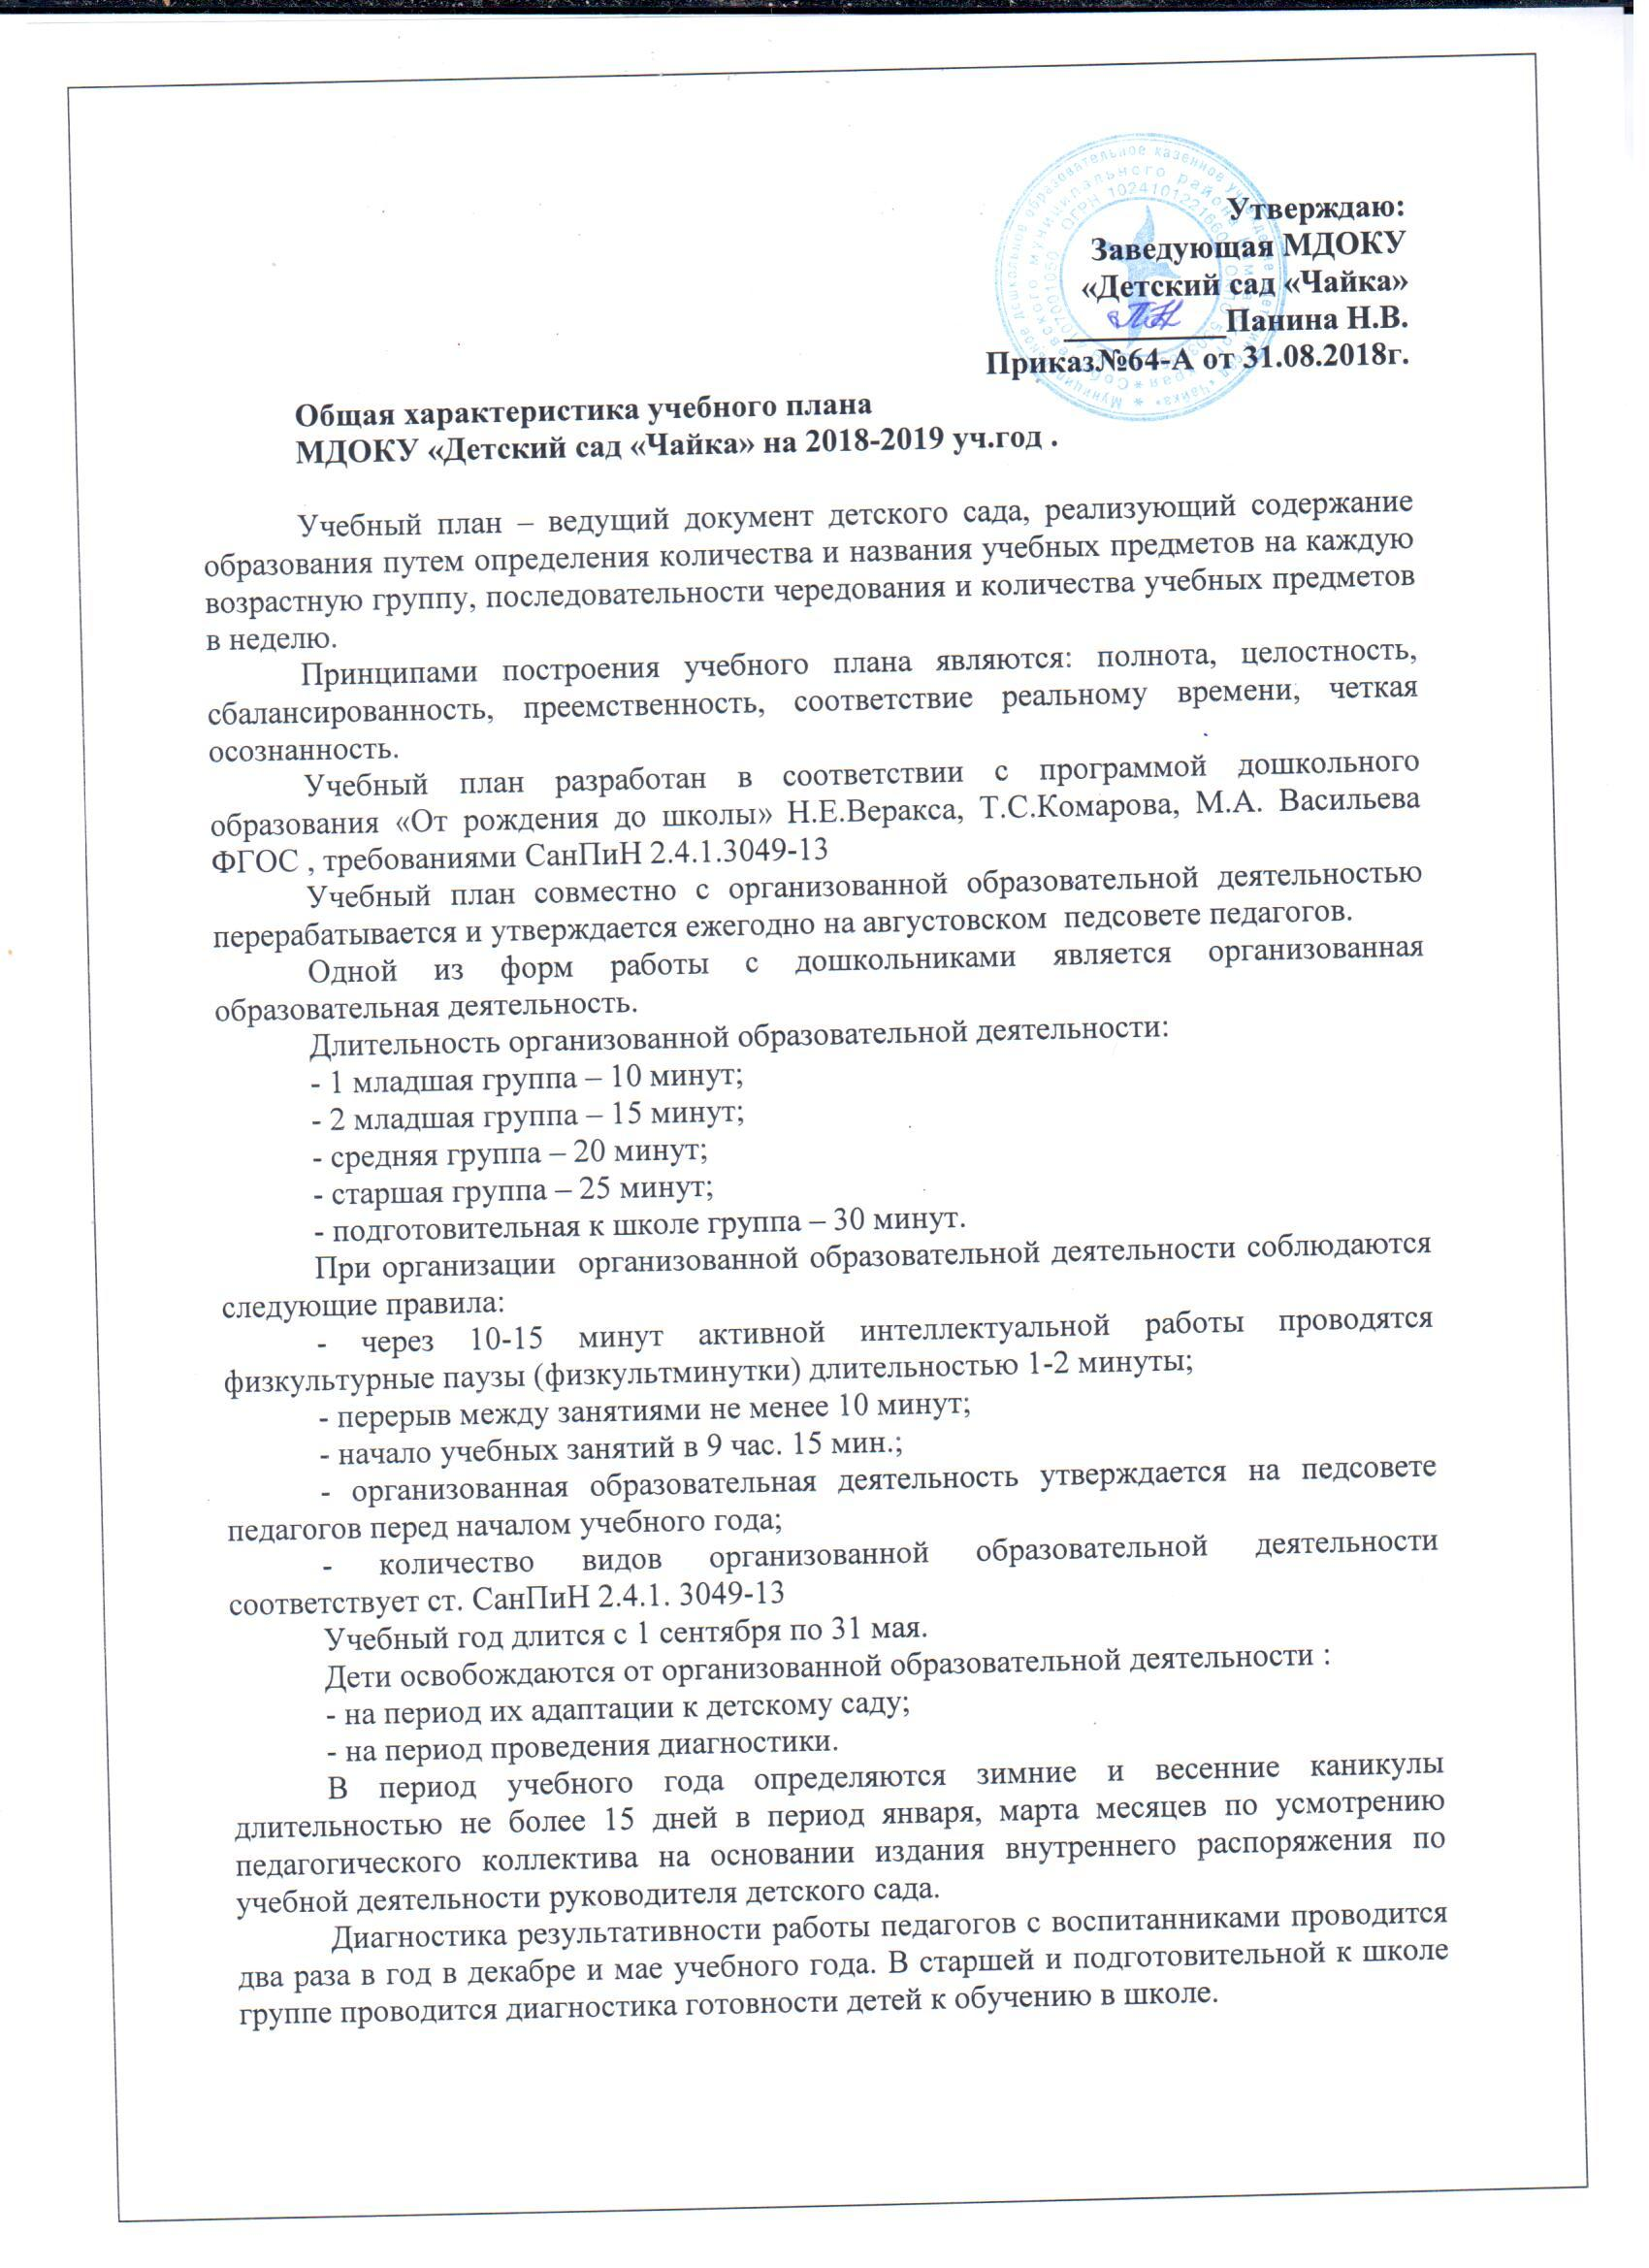 Утверждаю:
Заведующая МДОКУ
«Детский сад «Чайка»
Панина Н.В.
Приказ№64-А от 31.08.2018г.
Общая характеристика учебного плана
МДОКУ «Детский сад «Чайка» на 2018-2019 уч.год .
Учебный план – ведущий документ детского сада, реализующий содержание
образования путем определения количества и названия учебных предметов на каждую
возрастную группу, последовательности чередования и количества учебных предметов
в неделю.
Принципами построения учебного плана являются: полнота, целостность,
сбалансированность, преемственность, соответствие реальному времени, четкая
осознанность.
Учебный план разработан в соответствии с программой дошкольного
образования «От рождения до школы» Н.Е.Веракса, Т.С.Комарова, М.А. Васильева
ФГОС , требованиями СанПиН 2.4.1.3049-13
Учебный план совместно с организованной образовательной деятельностью
перерабатывается и утверждается ежегодно на августовском педсовете педагогов.
Одной из форм работы с дошкольниками является организованная
образовательная деятельность.
Длительность организованной образовательной деятельности:
- 1 младшая группа – 10 минут;
- 2 младшая группа – 15 минут;
- средняя группа – 20 минут;
- старшая группа – 25 минут;
- подготовительная к школе группа – 30 минут.
При организации организованной образовательной деятельности соблюдаются
следующие правила:
- через 10-15 минут активной интеллектуальной работы проводятся
физкультурные паузы (физкультминутки) длительностью 1-2 минуты;
- перерыв между занятиями не менее 10 минут;
- начало учебных занятий в 9 час. 15 мин.;
- организованная образовательная деятельность утверждается на педсовете
педагогов перед началом учебного года;
- количество видов организованной образовательной деятельности
соответствует ст. СанПиН 2.4.1. 3049-13
Учебный год длится с 1 сентября по 31 мая.
Дети освобождаются от организованной образовательной деятельности :
- на период их адаптации к детскому саду;
- на период проведения диагностики.
В период учебного года определяются зимние и весенние каникулы
длительностью не более 15 дней в период января, марта месяцев по усмотрению
педагогического коллектива на основании издания внутреннего распоряжения по
учебной деятельности руководителя детского сада.
Диагностика результативности работы педагогов с воспитанниками проводится
два раза в год в декабре и мае учебного года. В старшей и подготовительной к школе
группе проводится диагностика готовности детей к обучению в школе.